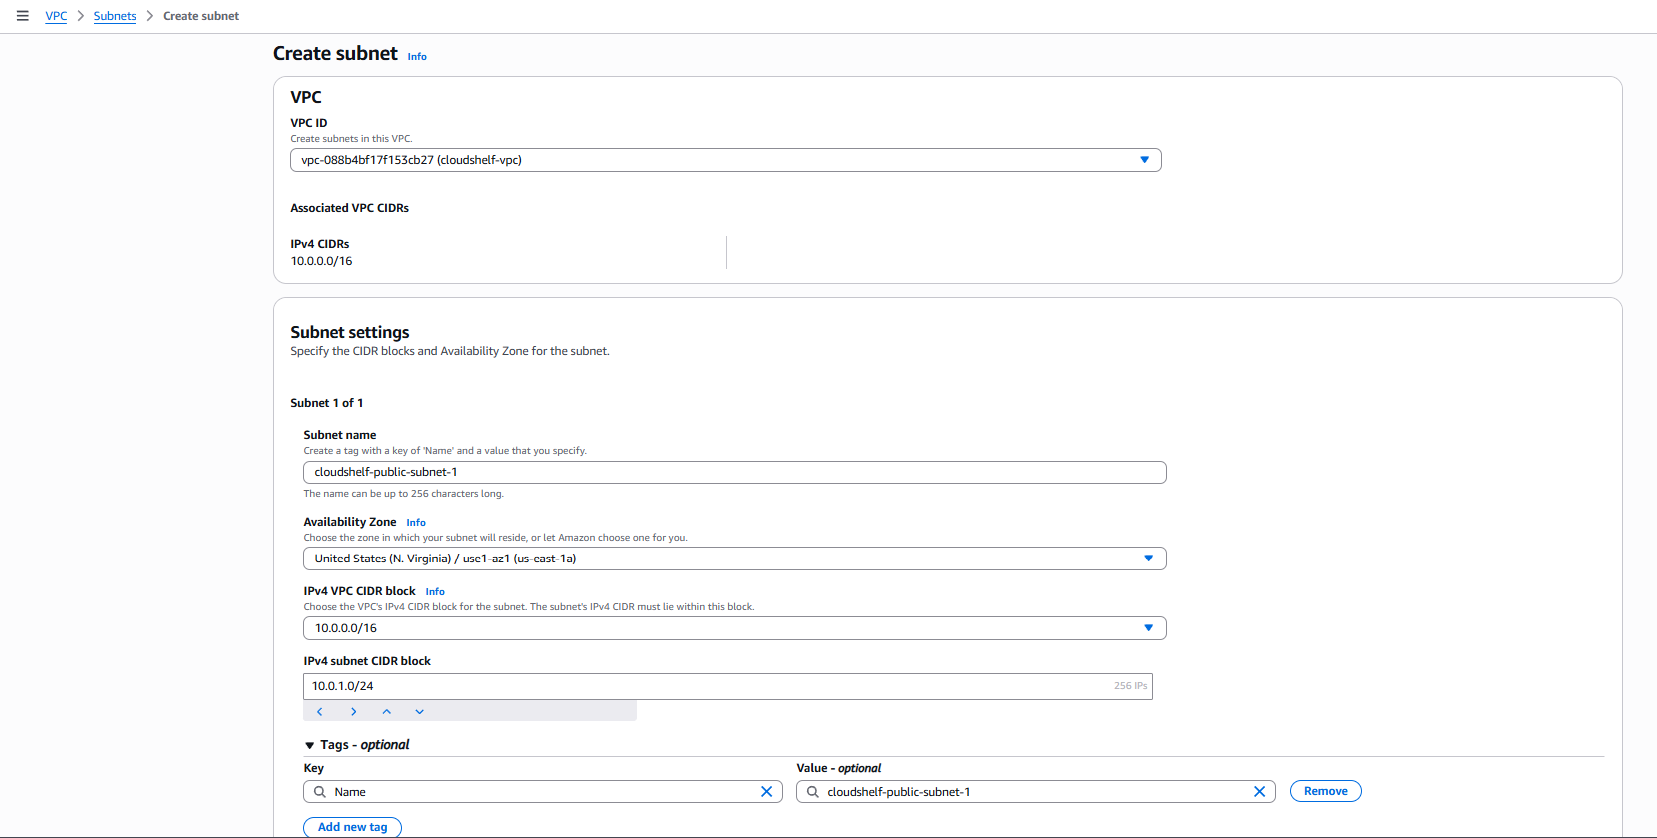 VPC > Subnets > Create subnet
Create subnet Info
VPC
VPC ID
Create subnets in this VPC.
vpc-088b4bf17f153cb27 (cloudshelf-vpc)
Associated VPC CIDRs
IPv4 CIDRs
10.0.0.0/16
Subnet settings
Specify the CIDR blocks and Availability Zone for the subnet.
Subnet 1 of 1
Subnet name
Create a tag with a key of 'Name' and a value that you specify.
cloudshelf-public-subnet-1
The name can be up to 256 characters long.
Availability Zone Info
Choose the zone in which your subnet will reside, or let Amazon choose one for you.
United States (N. Virginia) / use1-az1 (us-east-1a)
IPv4 VPC CIDR block Info
Choose the VPC's IPv4 CIDR block for the subnet. The subnet's IPv4 CIDR must lie within this block.
10.0.0.0/16
IPv4 subnet CIDR block
10.0.1.0/24 256 IPs
Tags - optional
Key Value - optional
Name cloudshelf-public-subnet-1 Remove
Add new tag